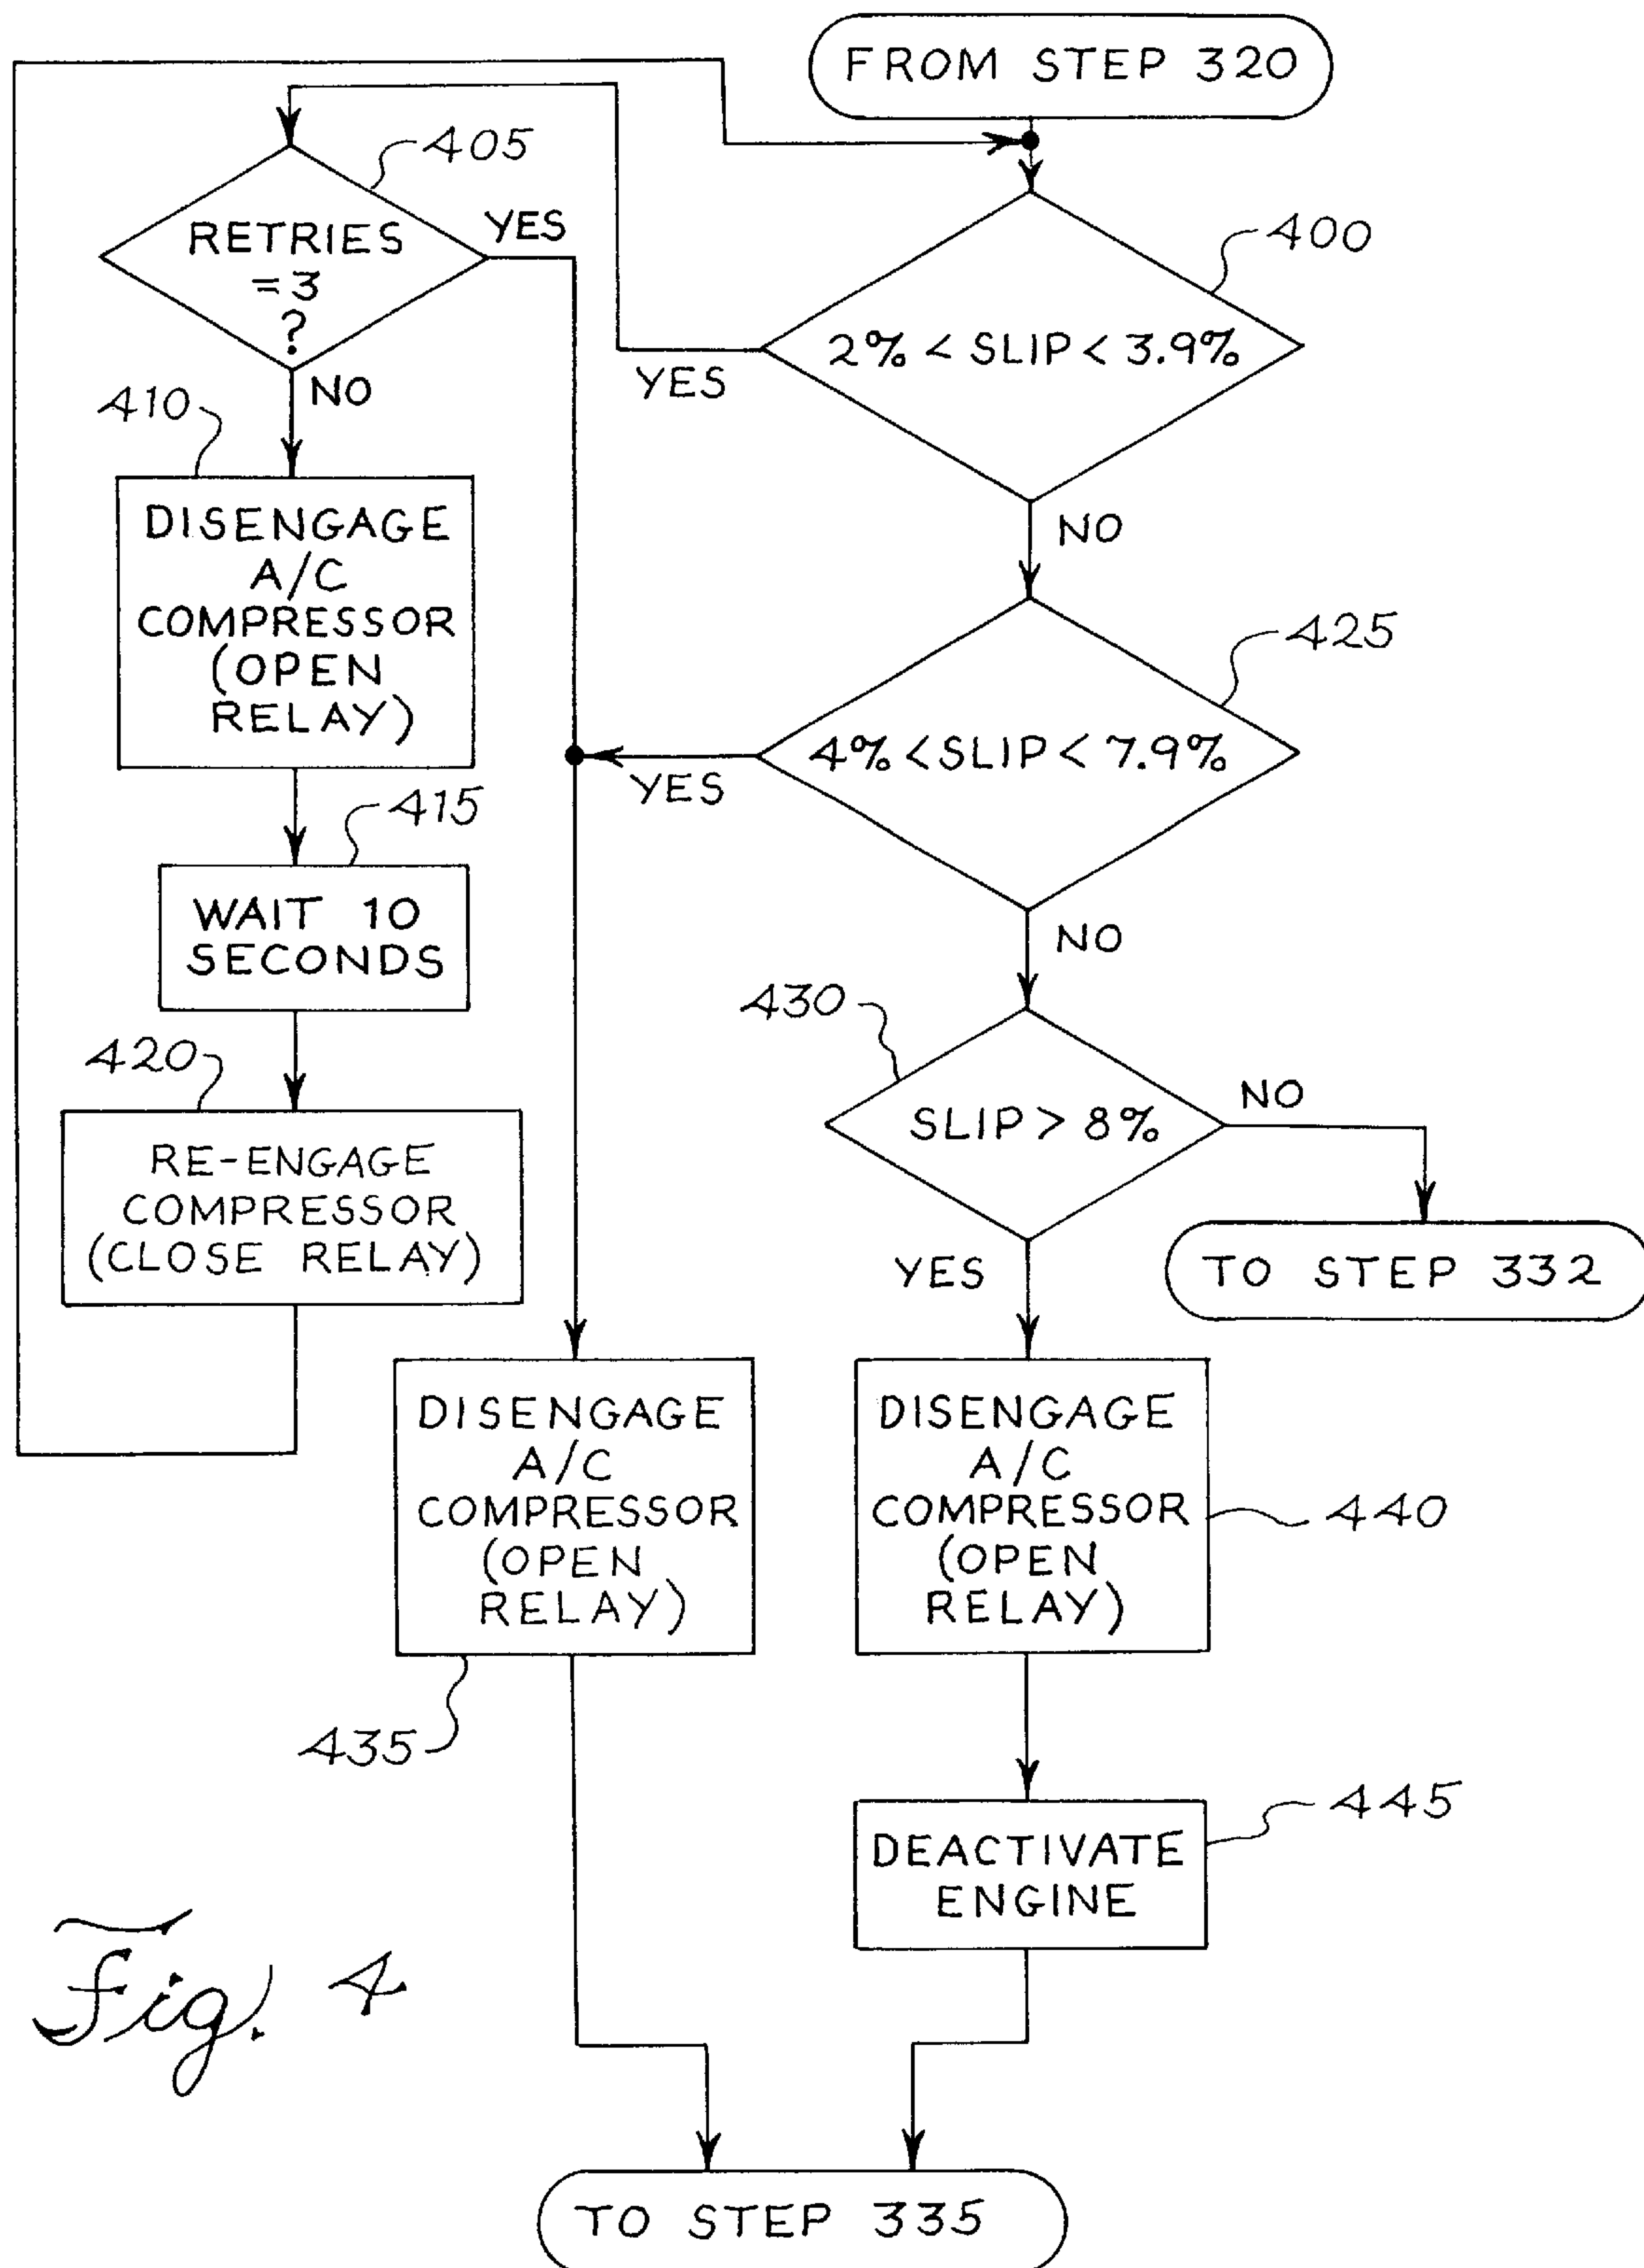 FROM STEP 320
405
RETRIES
=3
?
YES
NO
400
2% < SLIP < 3.9%
YES
NO
410
DISENGAGE
A/C
COMPRESSOR
(OPEN
RELAY)
425
4% < SLIP < 7.9%
YES
NO
415
WAIT 10
SECONDS
430
SLIP > 8%
NO
YES
TO STEP 332
420
RE-ENGAGE
COMPRESSOR
(CLOSE RELAY)
DISENGAGE
A/C
COMPRESSOR
(OPEN
RELAY)
435
DISENGAGE
A/C
COMPRESSOR
(OPEN
RELAY)
440
DEACTIVATE
ENGINE
445
Fig. 4
TO STEP 335